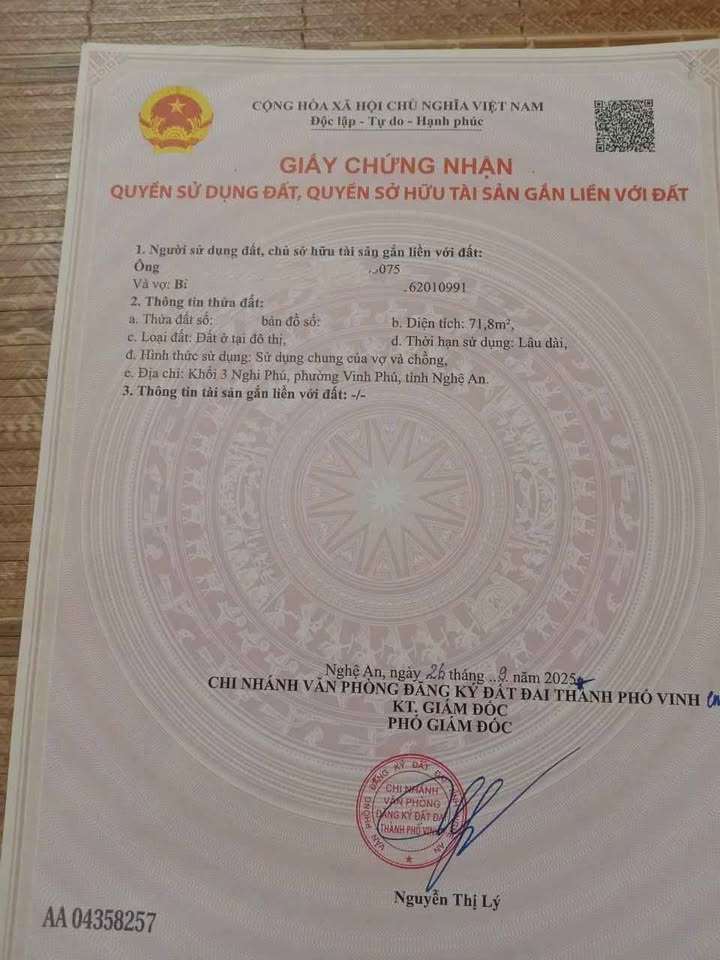 CỘNG HÒA XÃ HỘI CHỦ NGHĨA VIỆT NAM
Độc lập - Tự do - Hạnh phúc
GIẤY CHỨNG NHẬN
QUYỀN SỬ DỤNG ĐẤT, QUYỀN SỞ HỮU TÀI SẢN GẮN LIỀN VỚI ĐẤT
1. Người sử dụng đất, chủ sở hữu tài sản gắn liền với đất:
Ông 075
Và vợ: Bà 62010991
2. Thông tin thửa đất:
a. Thửa đất số: bản đồ số: b. Diện tích: 71,8m²,
c. Loại đất: Đất ở tại đô thị, d. Thời hạn sử dụng: Lâu dài,
đ. Hình thức sử dụng: Sử dụng chung của vợ và chồng,
e. Địa chỉ: Khối 3 Nghi Phú, phường Vinh Phú, tỉnh Nghệ An.
3. Thông tin tài sản gắn liền với đất: -/-
Nghệ An, ngày 26 tháng ..9. năm 2025
CHI NHÁNH VĂN PHÒNG ĐĂNG KÝ ĐẤT ĐAI THÀNH PHỐ VINH
KT. GIÁM ĐỐC
PHÓ GIÁM ĐỐC
VĂN PHÒNG ĐĂNG KÝ ĐẤT
CHI NHÁNH
VĂN PHÒNG
ĐĂNG KÝ ĐẤT ĐAI
THÀNH PHỐ VINH
Nguyễn Thị Lý
AA 04358257